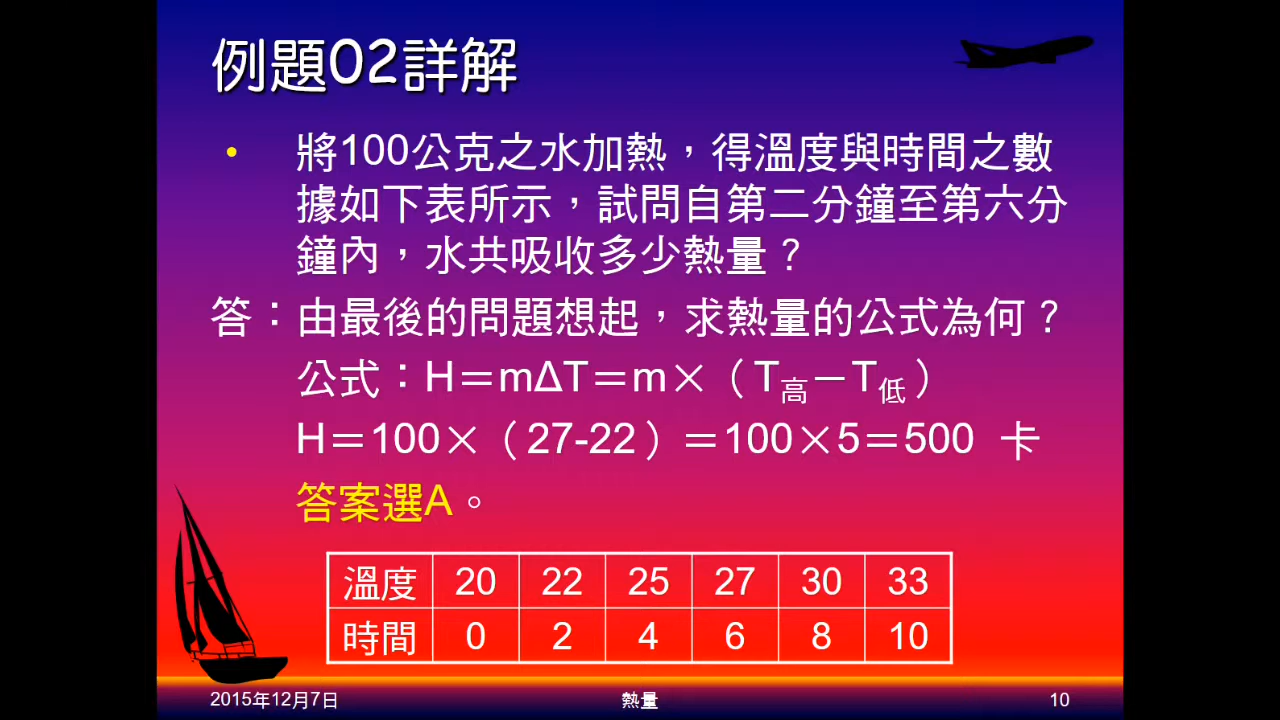 例題02詳解
• 將100公克之水加熱，得溫度與時間之數
據如下表所示，試問自第二分鐘至第六分
鐘內，水共吸收多少熱量？
答：由最後的問題想起，求熱量的公式為何？
公式：H＝mΔT＝m×（T高－T低）
H＝100×（27-22）＝100×5＝500 卡
答案選A。
溫度 20 22 25 27 30 33
時間 0 2 4 6 8 10
2015年12月7日 熱量 10